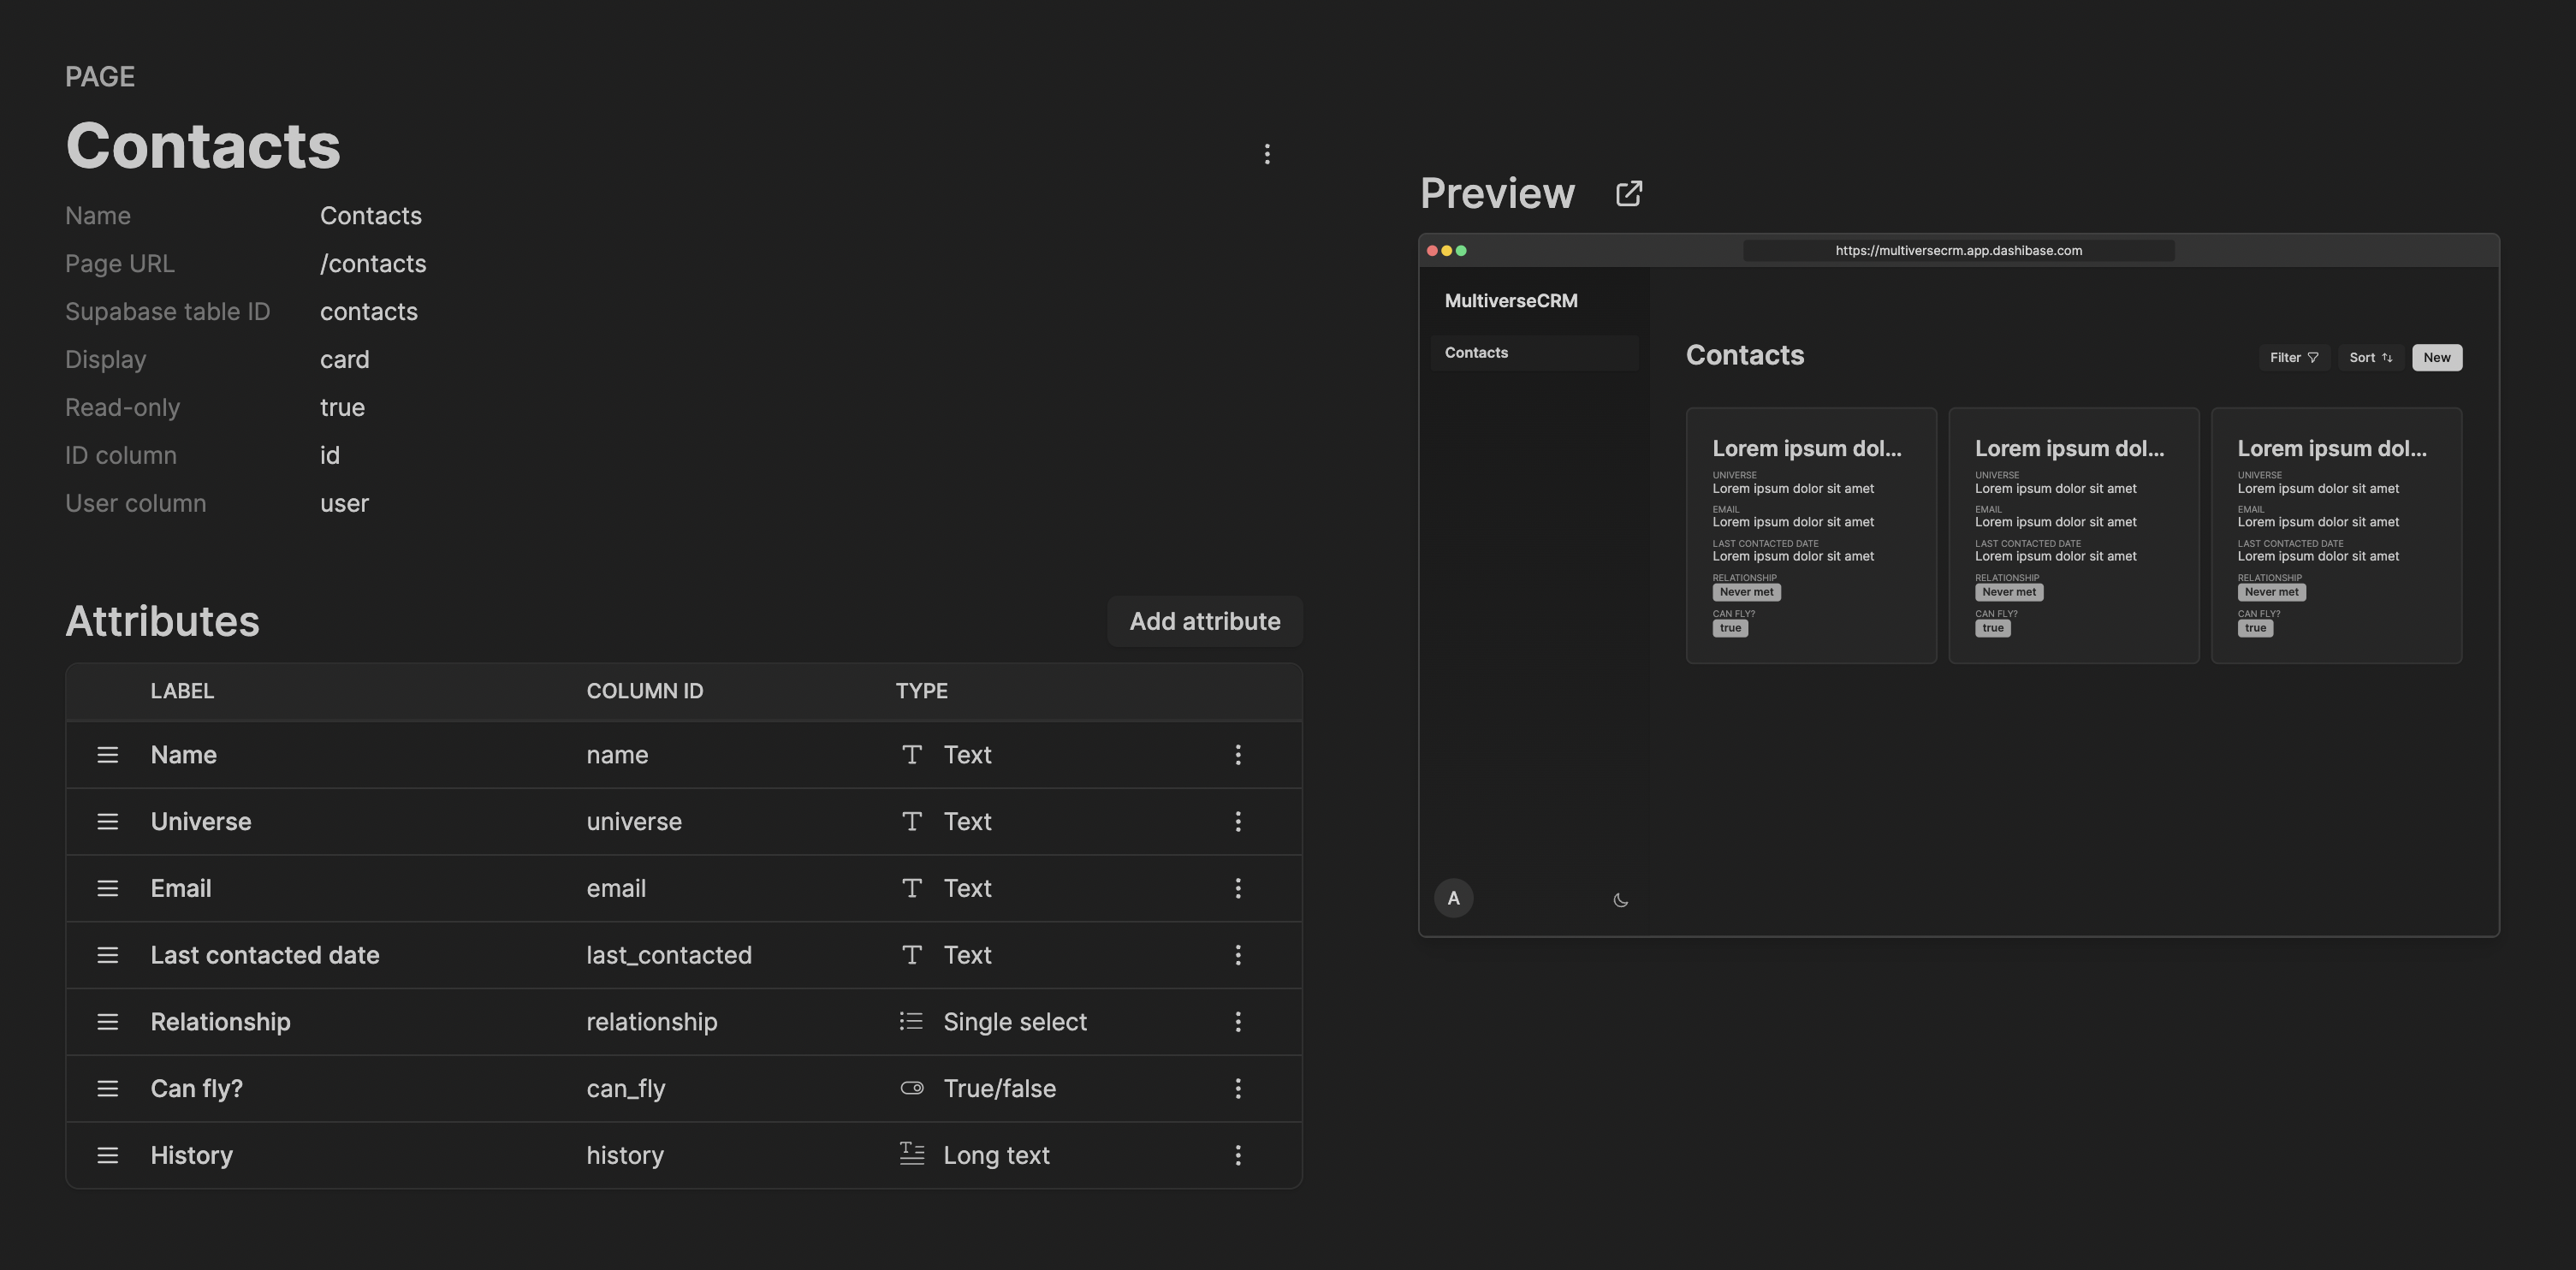 PAGE
Contacts
Name Contacts
Page URL /contacts
Supabase table ID contacts
Display card
Read-only true
ID column id
User column user
Attributes Add attribute
LABEL COLUMN ID TYPE
Name name Text
Universe universe Text
Email email Text
Last contacted date last_contacted Text
Relationship relationship Single select
Can fly? can_fly True/false
History history Long text
Preview
https://multiversecrm.app.dashibase.com
MultiverseCRM
Contacts
Contacts Filter Sort New
Lorem ipsum dol...
UNIVERSE
Lorem ipsum dolor sit amet
EMAIL
Lorem ipsum dolor sit amet
LAST CONTACTED DATE
Lorem ipsum dolor sit amet
RELATIONSHIP
Never met
CAN FLY?
true
Lorem ipsum dol...
UNIVERSE
Lorem ipsum dolor sit amet
EMAIL
Lorem ipsum dolor sit amet
LAST CONTACTED DATE
Lorem ipsum dolor sit amet
RELATIONSHIP
Never met
CAN FLY?
true
Lorem ipsum dol...
UNIVERSE
Lorem ipsum dolor sit amet
EMAIL
Lorem ipsum dolor sit amet
LAST CONTACTED DATE
Lorem ipsum dolor sit amet
RELATIONSHIP
Never met
CAN FLY?
true
A